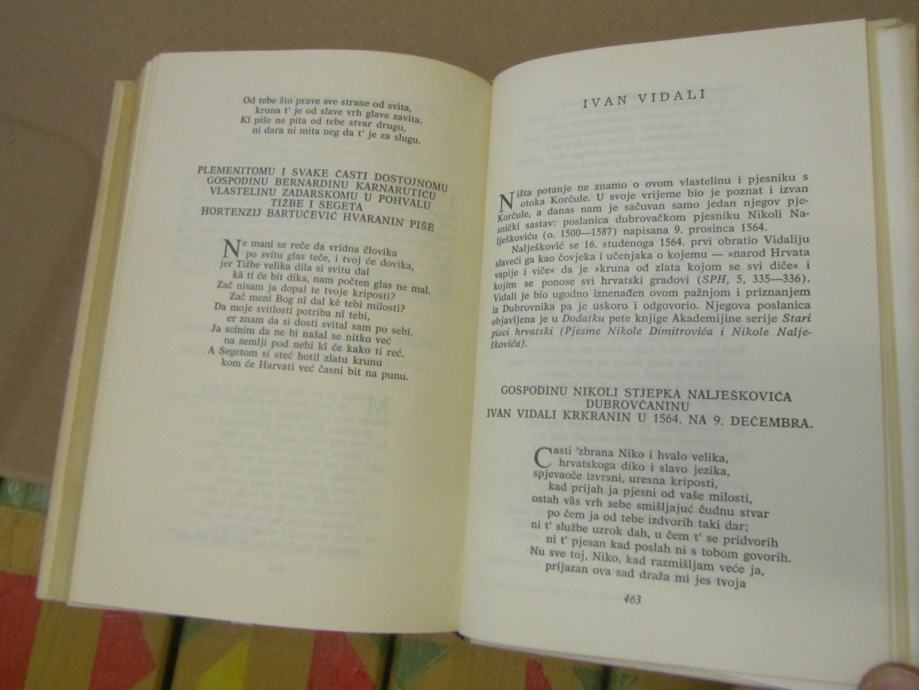 Od tebe što prave sve strane od svita,
kruna t' je od slave vrh glave zavita.
KI piše ne pita od tebe stvar drugu,
ni dara ni mita neg da t' je za slugu.
PLEMENITOMU I SVAKE ČASTI DOSTOJNOMU
GOSPODINU BERNARDINU KARNARUTIĆU
VLASTELINU ZADARSKOMU U POHVALU
TIŽBE I SEGETA
HORTENZIJ BARTUČEVIĆ HVARANIN PIŠE
Ne mani se reče da vridna človika
po svitu glas teče, i tvoj će dovika,
jer Tižbe velika dila si svitu dal
kâ ti će bit dika, nam počten glas ne mal.
Zač nisam ja dopal te tvoje kriposti?
Zač meni Bog ni dal kê tebi milosti?
Da moje svitlosti potriba ni tebi,
er znam da si dosti svital sam po sebi.
Ja scinim da ne bi našal se nitko već
na zemlji pod nebi kî će kako ti reć,
A Segetom si steć hotil zlatu krunu
kom će Harvati već časni bit na punu.
IVAN VIDALI
Ništa potanje ne znamo o ovom vlastelinu i pjesniku s
otoka Korčule. U svoje vrijeme bio je poznat i izvan
Korčule, a danas nam je sačuvan samo jedan njegov pje-
snički sastav: poslanica dubrovačkom pjesniku Nikoli Na-
lješkoviću (o. 1500—1587) napisana 9. prosinca 1564.
Nalješković se 16. studenoga 1564. prvi obratio Vidaliju
slaveći ga kao čovjeka i učenjaka o kojemu — »narod Hrvata
vapije i viče« da je »kruna od zlata kojom se svi diče« i
kojim se ponose svi hrvatski gradovi (SPH, 5, 335—336).
Vidali je bio ugodno iznenađen ovom pažnjom i priznanjem
iz Dubrovnika pa je uskoro i odgovorio. Njegova poslanica
objavljena je u Dodatku pete knjige Akademijine serije Stari
pisci hrvatski (Pjesme Nikole Dimitrovića i Nikole Nalje-
škovića).
GOSPODINU NIKOLI STJEPKA NALJEŠKOVIĆA
DUBROVČANINU
IVAN VIDALI KRKRANIN U 1564. NA 9. DEČEMBRA.
Časti 'zbrana Niko i hvalo velika,
hrvatskoga diko i slavo jezika,
spjevaoče izvrsni, uresna kriposti,
kad prijah ja pjesni od vaše milosti,
ostah vâs vrh sebe smišljajuć čudnu stvar
po čem ja od tebe izdvorih taki dar;
ni t' službe uzrok dah, u čem t' se pridvorih
ni t' pjesan kad poslah ni s tobom govorih.
Nu sve toj, Niko, kad razmišljam veće ja,
prijazan ova sad draža mi jes tvoja
463